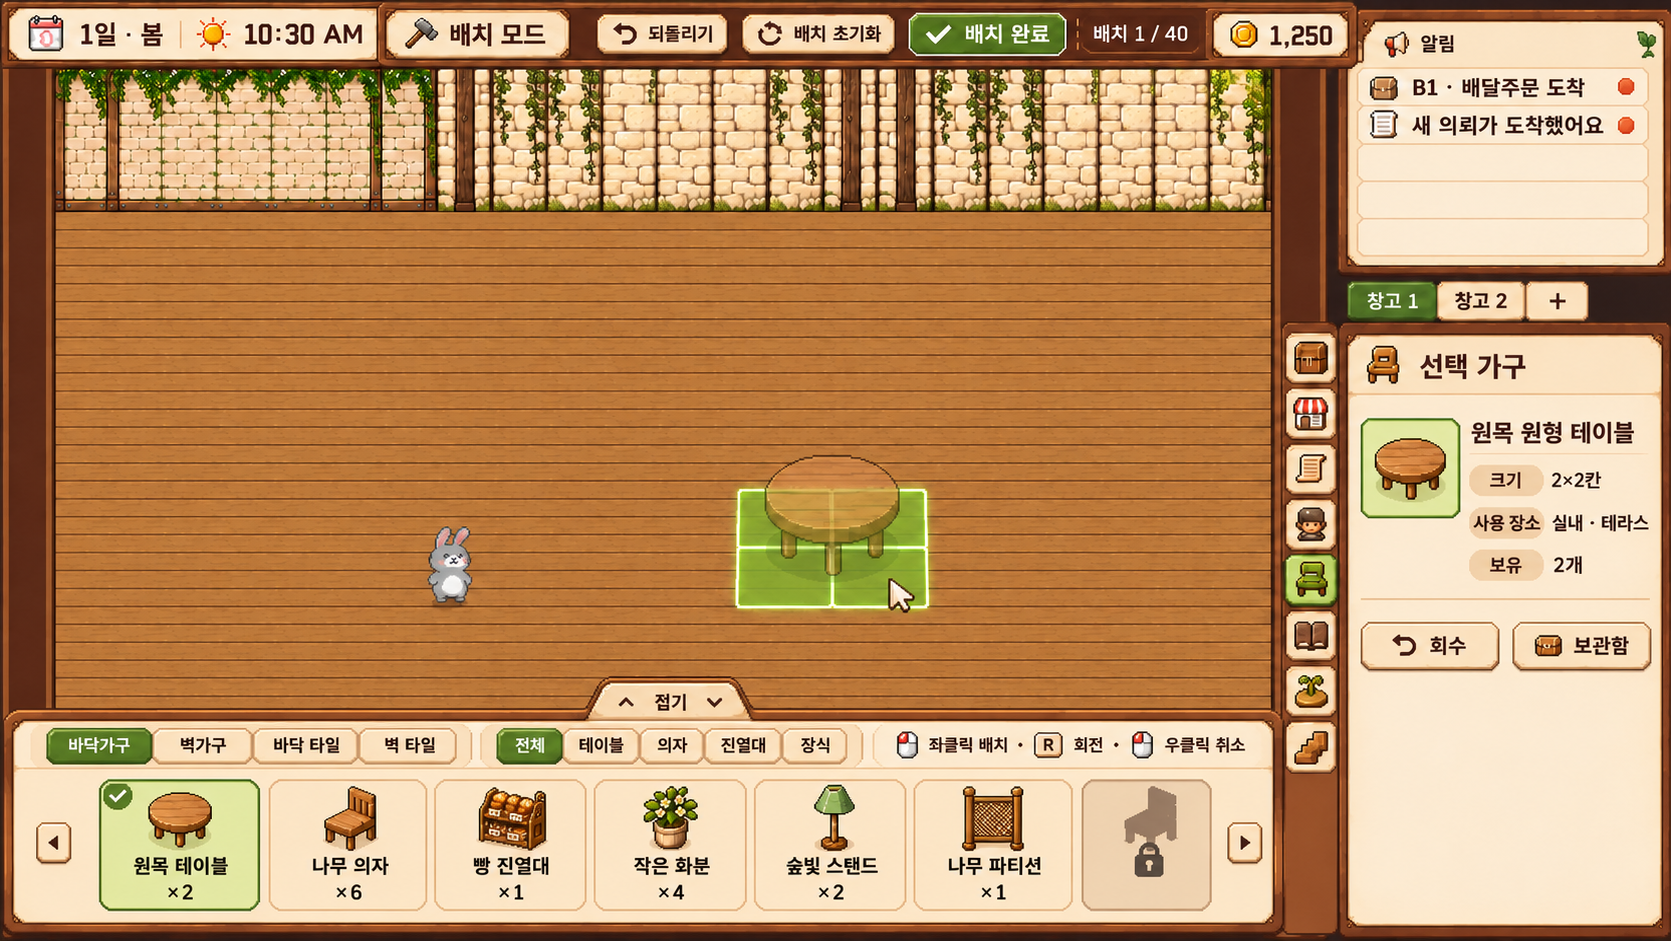 1일 · 봄
10:30 AM
배치 모드
되돌리기
배치 초기화
배치 완료
배치 1 / 40
1,250
알림
B1 · 배달주문 도착
새 의뢰가 도착했어요
창고 1
창고 2
+
선택 가구
원목 원형 테이블
크기 2×2칸
사용 장소 실내 · 테라스
보유 2개
회수
보관함
접기
바닥가구
벽가구
바닥 타일
벽 타일
전체
테이블
의자
진열대
장식
좌클릭 배치 · R 회전 · 우클릭 취소
원목 테이블
×2
나무 의자
×6
빵 진열대
×1
작은 화분
×4
숲빛 스탠드
×2
나무 파티션
×1